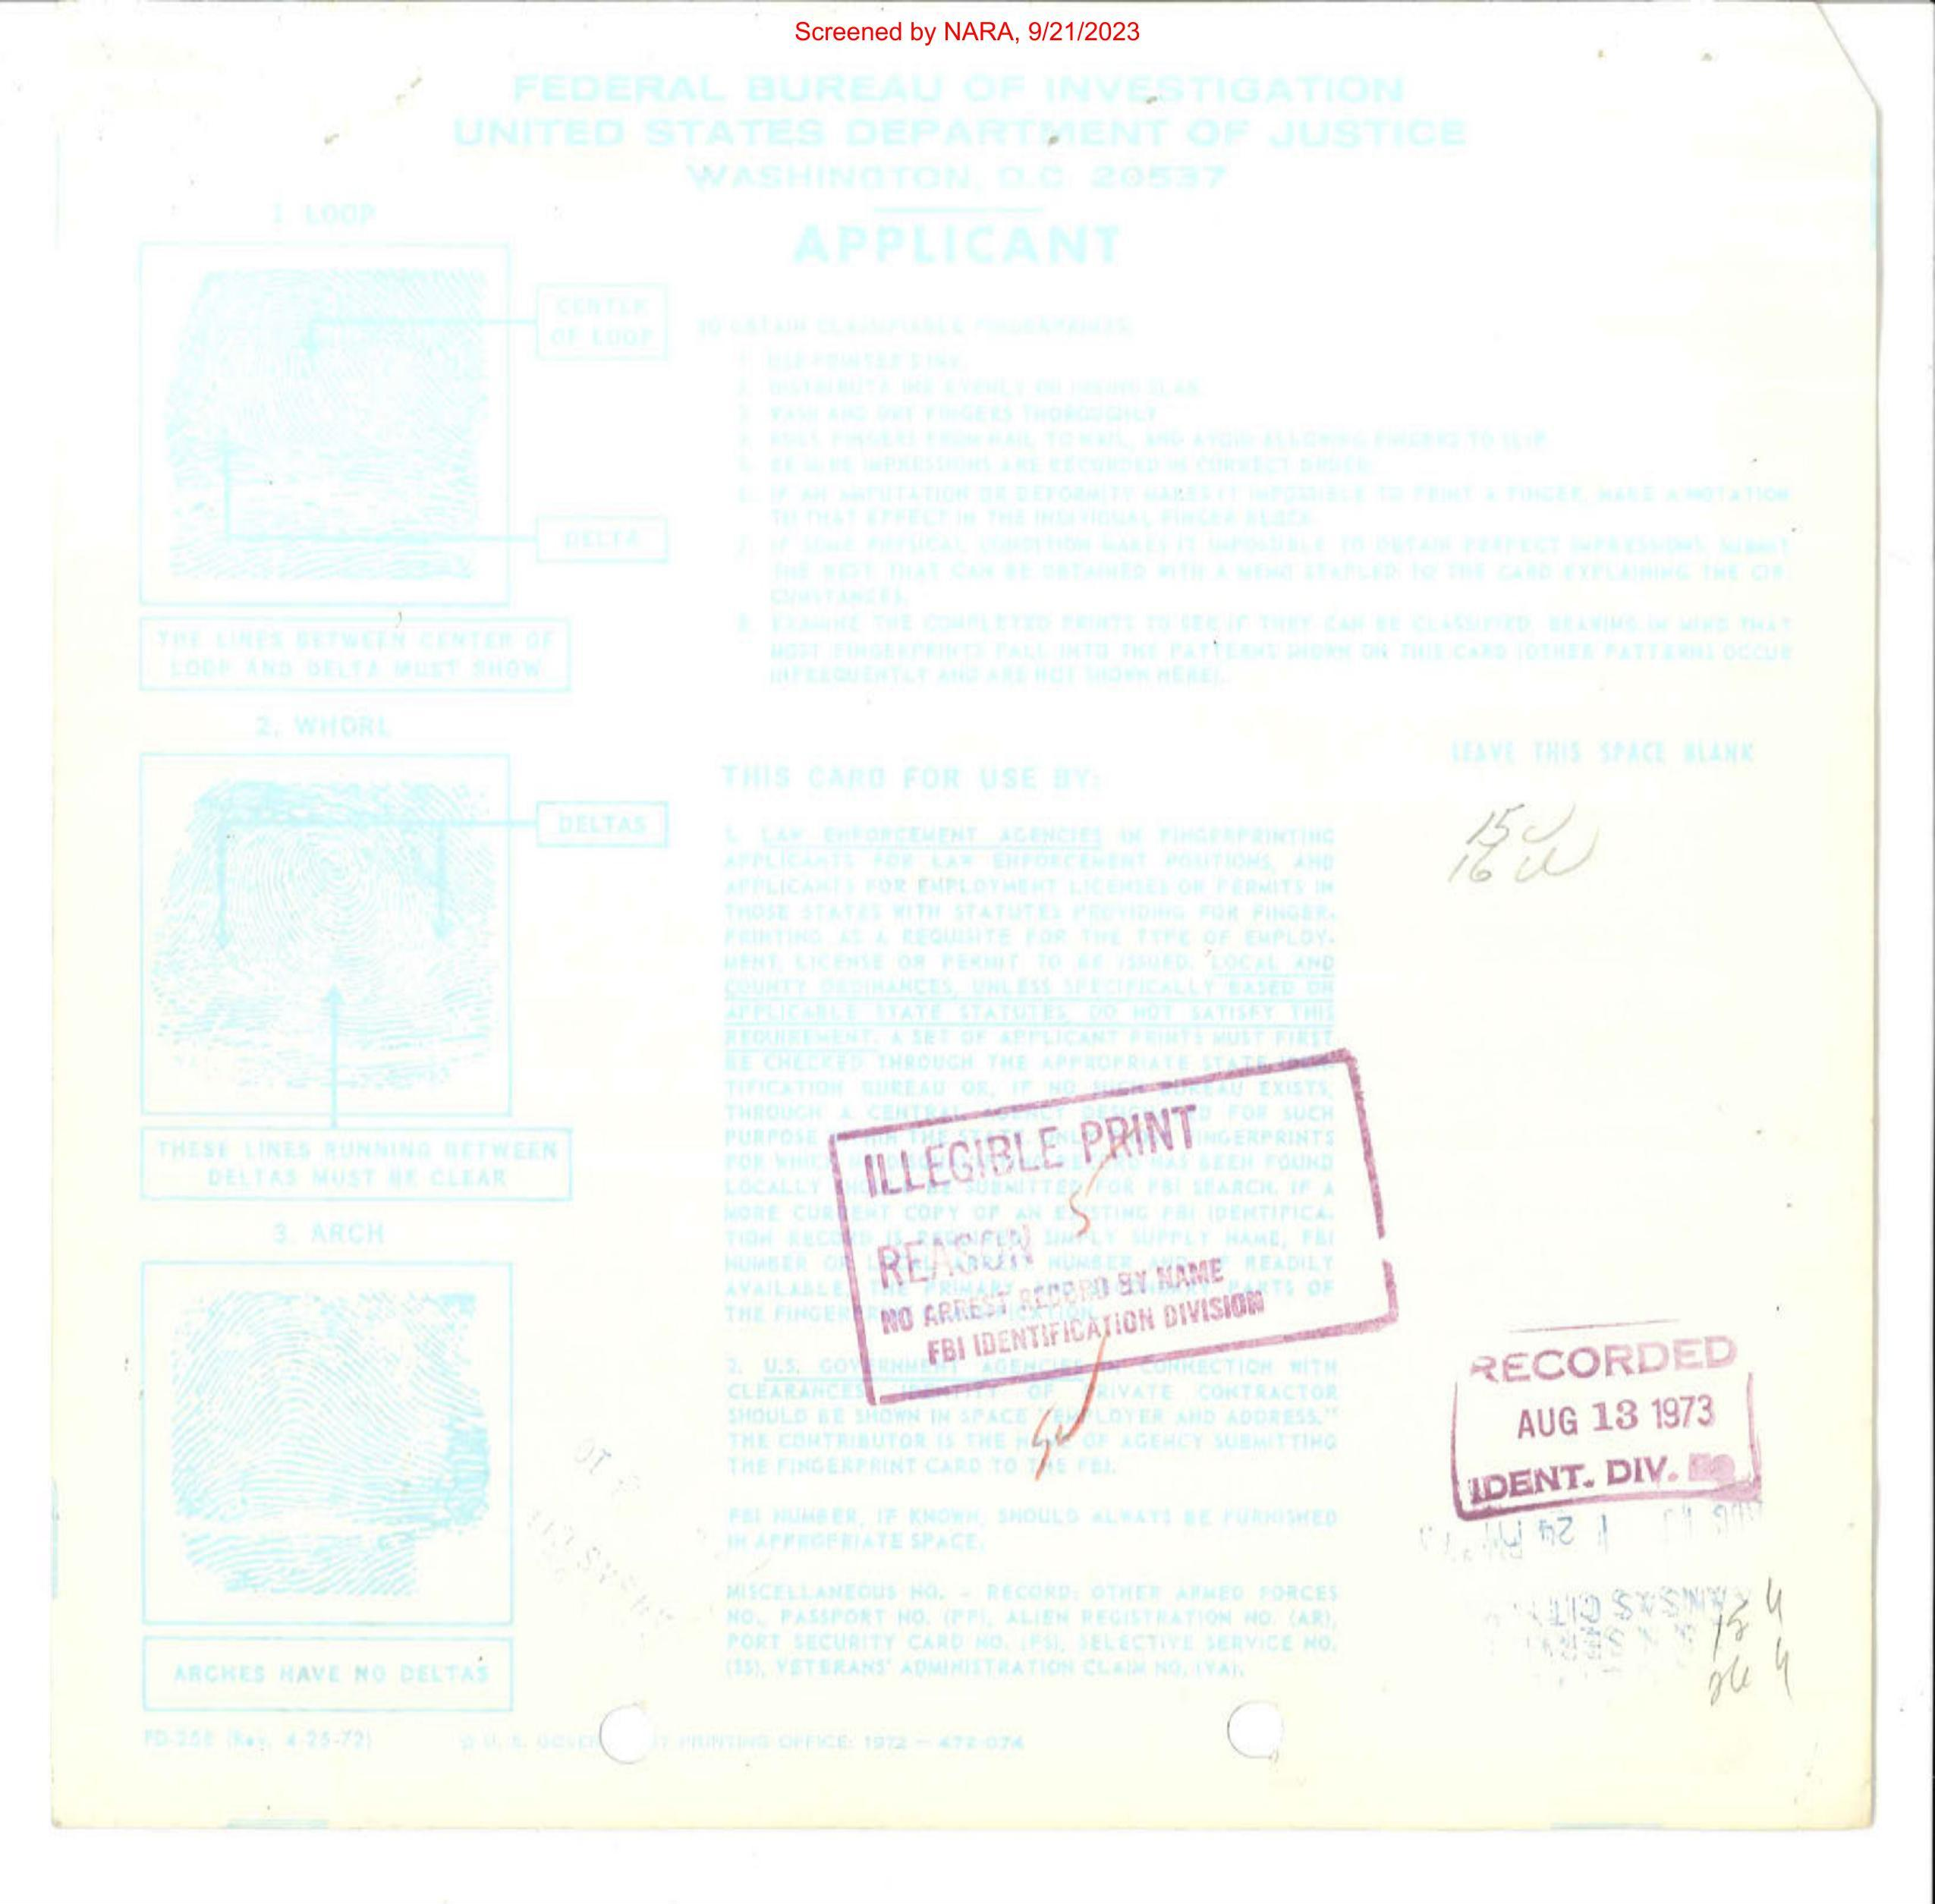 Screened by NARA, 9/21/2023
FEDERAL BUREAU OF INVESTIGATION
UNITED STATES DEPARTMENT OF JUSTICE
WASHINGTON, D.C. 20537
APPLICANT
1. LOOP
CENTER
OF LOOP
DELTA
THE LINES BETWEEN CENTER OF
LOOP AND DELTA MUST SHOW
TO OBTAIN CLASSIFIABLE FINGERPRINTS:
1. USE PRINTER'S INK.
2. DISTRIBUTE INK EVENLY ON INKING SLAB.
3. WASH AND DRY FINGERS THOROUGHLY.
4. ROLL FINGERS FROM NAIL TO NAIL, AND AVOID ALLOWING FINGERS TO SLIP.
5. BE SURE IMPRESSIONS ARE RECORDED IN CORRECT ORDER.
6. IF AN AMPUTATION OR DEFORMITY MAKES IT IMPOSSIBLE TO PRINT A FINGER, MAKE A NOTATION
TO THAT EFFECT IN THE INDIVIDUAL FINGER BLOCK.
7. IF SOME PHYSICAL CONDITION MAKES IT IMPOSSIBLE TO OBTAIN PERFECT IMPRESSIONS, SUBMIT
THE BEST THAT CAN BE OBTAINED WITH A MEMO STAPLED TO THE CARD EXPLAINING THE CIR-
CUMSTANCES.
8. EXAMINE THE COMPLETED PRINTS TO SEE IF THEY CAN BE CLASSIFIED, BEARING IN MIND THAT
MOST FINGERPRINTS FALL INTO THE PATTERNS SHOWN ON THIS CARD (OTHER PATTERNS OCCUR
INFREQUENTLY AND ARE NOT SHOWN HERE).
2. WHORL
DELTAS
THESE LINES RUNNING BETWEEN
DELTAS MUST BE CLEAR
3. ARCH
ARCHES HAVE NO DELTAS
THIS CARD FOR USE BY:
1. LAW ENFORCEMENT AGENCIES IN FINGERPRINTING
APPLICANTS FOR LAW ENFORCEMENT POSITIONS, AND
APPLICANTS FOR EMPLOYMENT LICENSES OR PERMITS IN
THOSE STATES WITH STATUTES PROVIDING FOR FINGER-
PRINTING AS A REQUISITE FOR THE TYPE OF EMPLOY-
MENT, LICENSE OR PERMIT TO BE ISSUED. LOCAL AND
COUNTY ORDINANCES, UNLESS SPECIFICALLY BASED ON
APPLICABLE STATE STATUTES, DO NOT SATISFY THIS
REQUIREMENT. A SET OF APPLICANT PRINTS MUST FIRST
BE CHECKED THROUGH THE APPROPRIATE STATE IDEN-
TIFICATION BUREAU OR, IF NO SUCH BUREAU EXISTS,
THROUGH A CENTRAL AGENCY DESIGNATED FOR SUCH
PURPOSE WITHIN THE STATE. ONLY THOSE FINGERPRINTS
FOR WHICH NO DISQUALIFYING RECORD HAS BEEN FOUND
LOCALLY SHOULD BE SUBMITTED FOR FBI SEARCH. IF A
MORE CURRENT COPY OF AN EXISTING FBI IDENTIFICA-
TION RECORD IS REQUIRED, SIMPLY SUPPLY NAME, FBI
NUMBER OR LOCAL ARREST NUMBER AND, IF READILY
AVAILABLE, THE PRIMARY AND SECONDARY PARTS OF
THE FINGERPRINT CLASSIFICATION.
2. U.S. GOVERNMENT AGENCIES IN CONNECTION WITH
CLEARANCES. IDENTITY OF PRIVATE CONTRACTOR
SHOULD BE SHOWN IN SPACE "EMPLOYER AND ADDRESS."
THE CONTRIBUTOR IS THE NAME OF AGENCY SUBMITTING
THE FINGERPRINT CARD TO THE FBI.
FBI NUMBER, IF KNOWN, SHOULD ALWAYS BE FURNISHED
IN APPROPRIATE SPACE.
MISCELLANEOUS NO. - RECORD: OTHER ARMED FORCES
NO., PASSPORT NO. (PP), ALIEN REGISTRATION NO. (AR),
PORT SECURITY CARD NO. (PS), SELECTIVE SERVICE NO.
(SS), VETERANS' ADMINISTRATION CLAIM NO. (VA).
ILLEGIBLE PRINT
REASON 5
NO ARREST RECORD BY NAME
FBI IDENTIFICATION DIVISION
LEAVE THIS SPACE BLANK
15
16
RECORDED
AUG 13 1973
IDENT. DIV.
1 24 PM
KANSAS CITY
FD-258 (Rev. 4-25-72)
U. S. GOVERNMENT PRINTING OFFICE: 1972